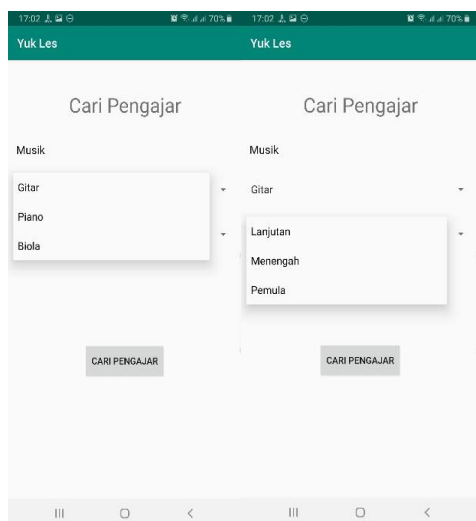 17:02
70%
Yuk Les
Cari Pengajar
Musik
Gitar
Piano
Biola
CARI PENGAJAR
17:02
70%
Yuk Les
Cari Pengajar
Musik
Gitar
Lanjutan
Menengah
Pemula
CARI PENGAJAR